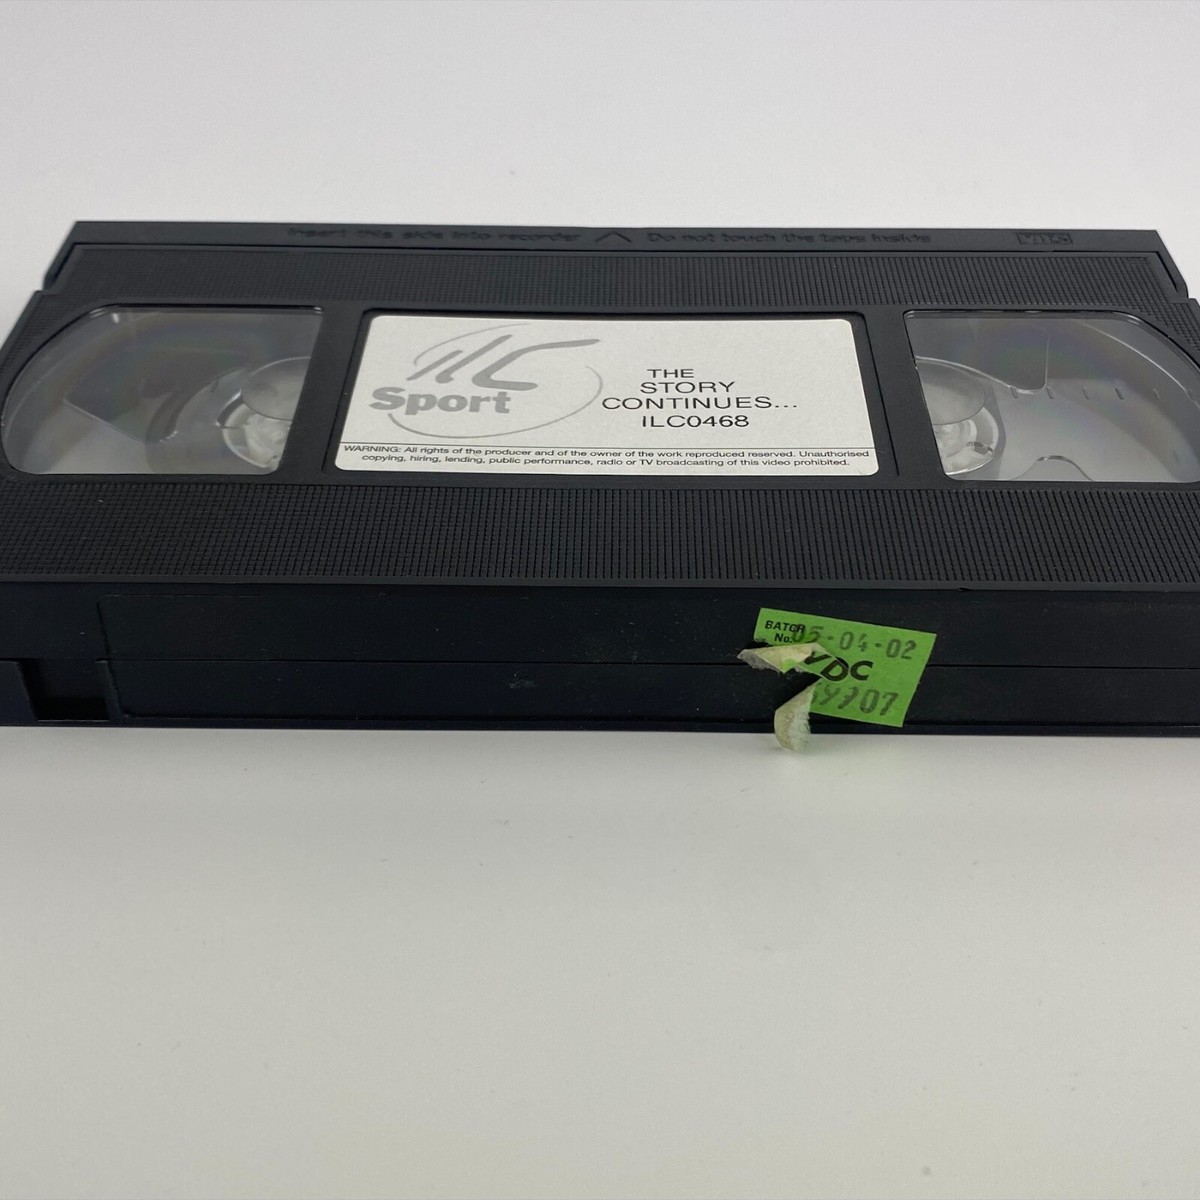 Insert this side into recorder Do not touch the tape inside VHS
ilc
Sport
THE
STORY
CONTINUES...
ILC0468
WARNING: All rights of the producer and of the owner of the work reproduced reserved. Unauthorised
copying, hiring, lending, public performance, radio or TV broadcasting of this video prohibited.
BATCH
No. 05-04-02
VDC